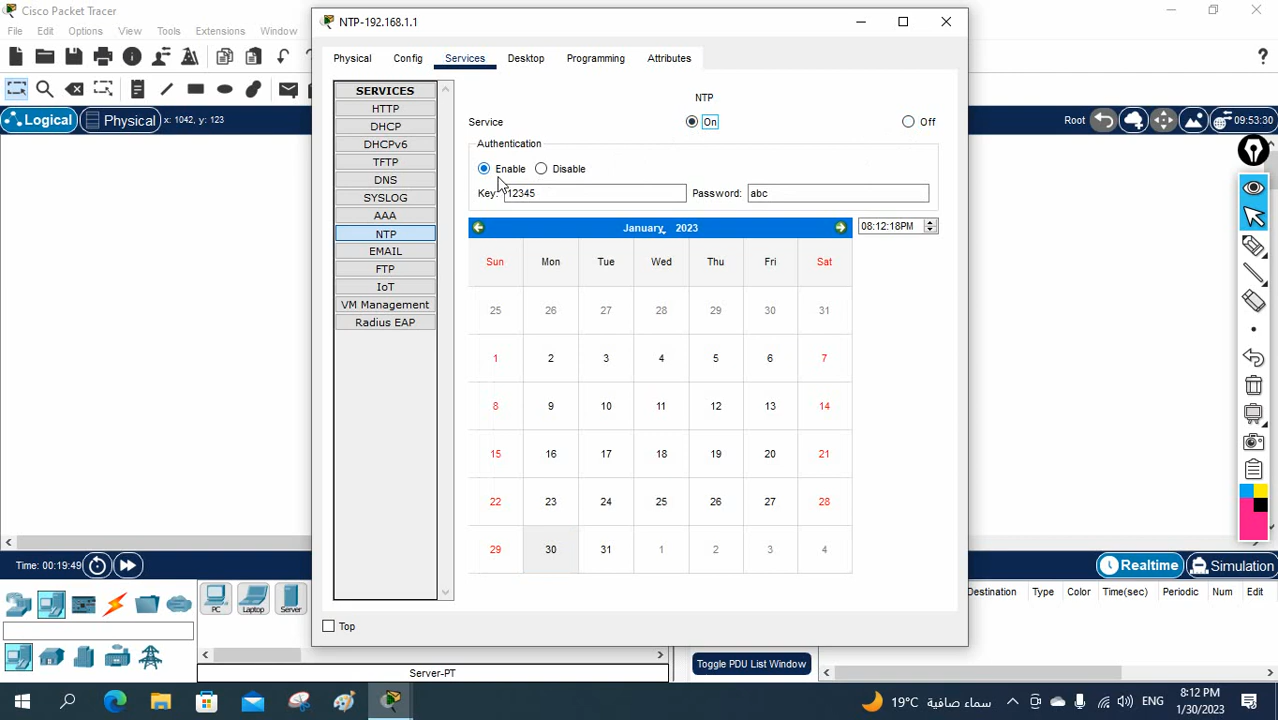 Cisco Packet Tracer
File Edit Options View Tools Extensions Window
Logical Physical x: 1042, y: 123
Root 09:53:30
NTP-192.168.1.1
Physical Config Services Desktop Programming Attributes
SERVICES
HTTP
DHCP
DHCPv6
TFTP
DNS
SYSLOG
AAA
NTP
EMAIL
FTP
IoT
VM Management
Radius EAP
NTP
Service On Off
Authentication
Enable Disable
Key: 12345 Password: abc
January, 2023 08:12:18PM
Sun Mon Tue Wed Thu Fri Sat
25 26 27 28 29 30 31
1 2 3 4 5 6 7
8 9 10 11 12 13 14
15 16 17 18 19 20 21
22 23 24 25 26 27 28
29 30 31 1 2 3 4
Top
Time: 00:19:49
Realtime Simulation
PC Laptop Server
Destination Type Color Time(sec) Periodic Num Edit
Server-PT
Toggle PDU List Window
19°C سماء صافية
ENG
8:12 PM
1/30/2023